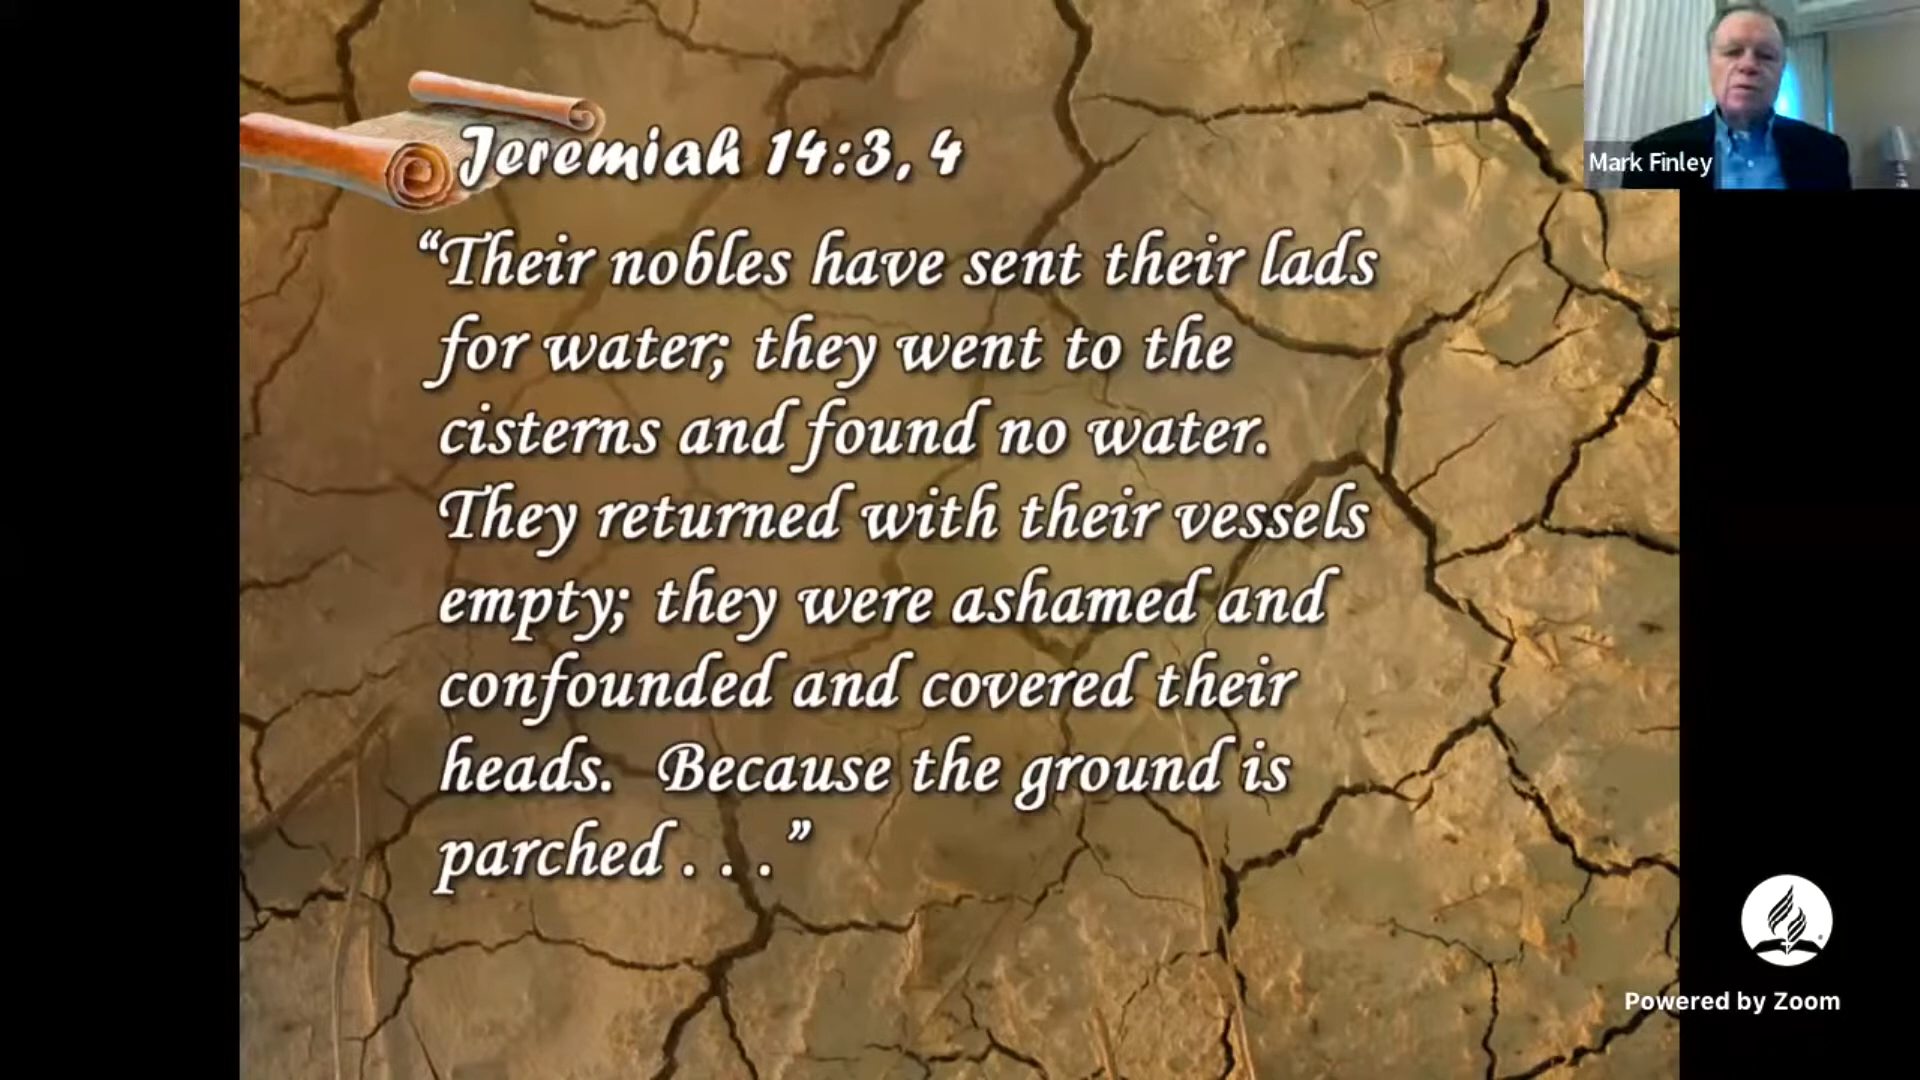 Jeremiah 14:3, 4
“Their nobles have sent their lads
for water; they went to the
cisterns and found no water.
They returned with their vessels
empty; they were ashamed and
confounded and covered their
heads.  Because the ground is
parched . . .”
Mark Finley
Powered by Zoom